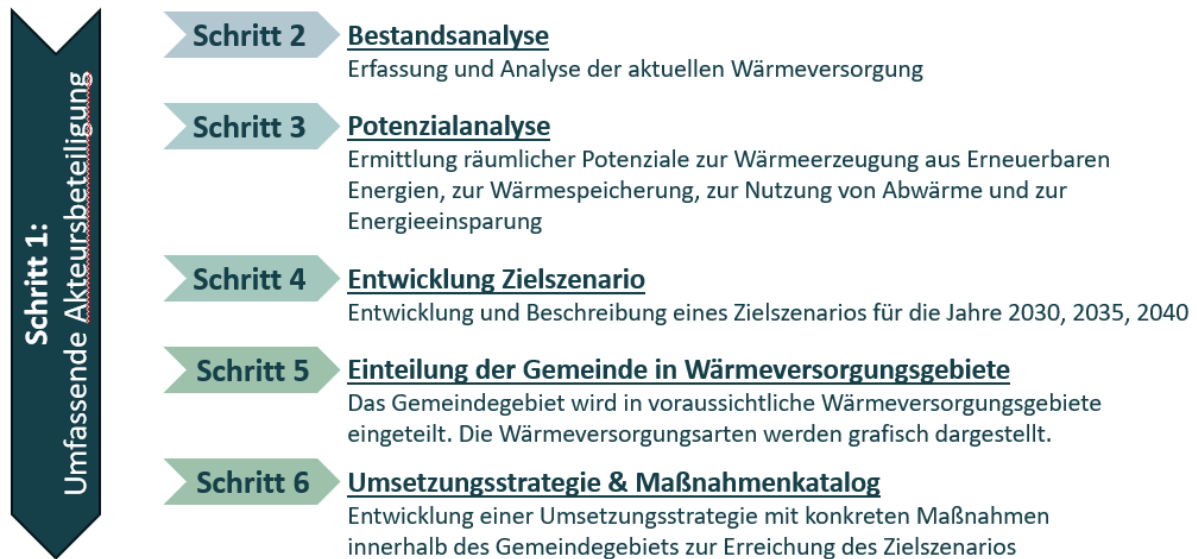 Schritt 1:
Umfassende Akteursbeteiligung
Schritt 2
Bestandsanalyse
Erfassung und Analyse der aktuellen Wärmeversorgung
Schritt 3
Potenzialanalyse
Ermittlung räumlicher Potenziale zur Wärmeerzeugung aus Erneuerbaren
Energien, zur Wärmespeicherung, zur Nutzung von Abwärme und zur
Energieeinsparung
Schritt 4
Entwicklung Zielszenario
Entwicklung und Beschreibung eines Zielszenarios für die Jahre 2030, 2035, 2040
Schritt 5
Einteilung der Gemeinde in Wärmeversorgungsgebiete
Das Gemeindegebiet wird in voraussichtliche Wärmeversorgungsgebiete
eingeteilt. Die Wärmeversorgungsarten werden grafisch dargestellt.
Schritt 6
Umsetzungsstrategie & Maßnahmenkatalog
Entwicklung einer Umsetzungsstrategie mit konkreten Maßnahmen
innerhalb des Gemeindegebiets zur Erreichung des Zielszenarios